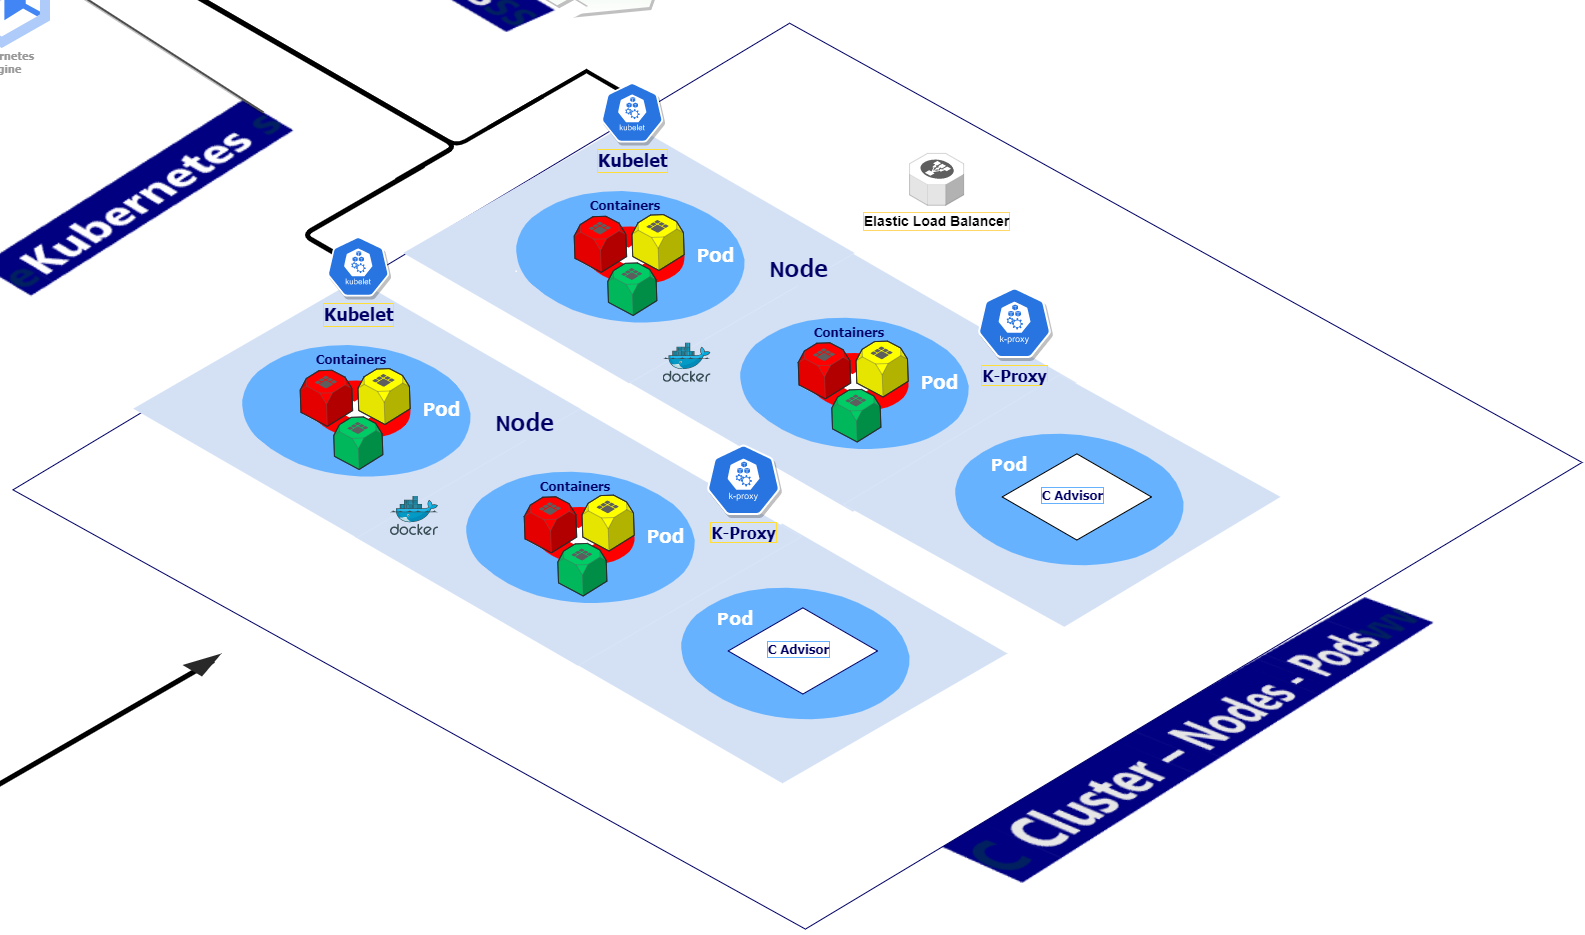 rnetes
gine
Kubernetes
kubelet
Kubelet
Containers
Pod
Node
Elastic Load Balancer
docker
Containers
Pod
k-proxy
K-Proxy
Pod
C Advisor
kubelet
Kubelet
Containers
Pod
Node
docker
Containers
Pod
k-proxy
K-Proxy
Pod
C Advisor
Cluster – Nodes - Pods